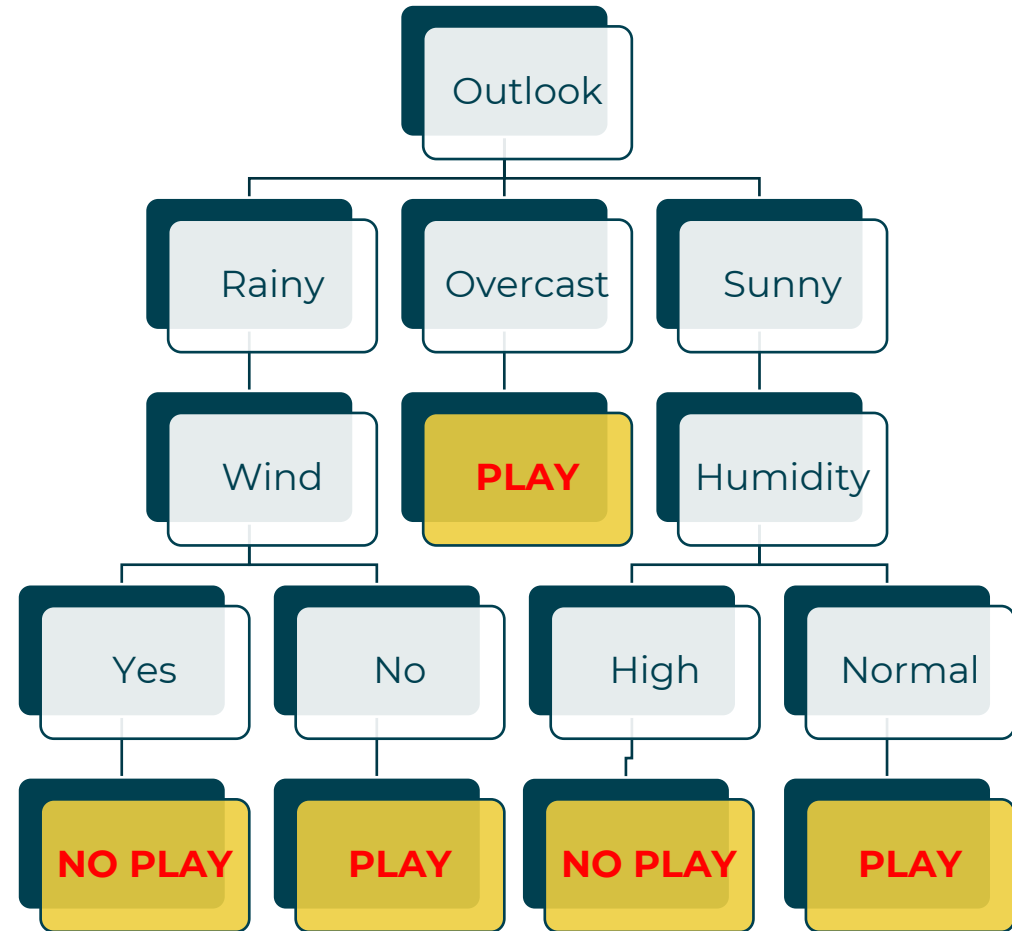 Outlook
Rainy
Overcast
Sunny
Wind
PLAY
Humidity
Yes
No
High
Normal
NO PLAY
PLAY
NO PLAY
PLAY